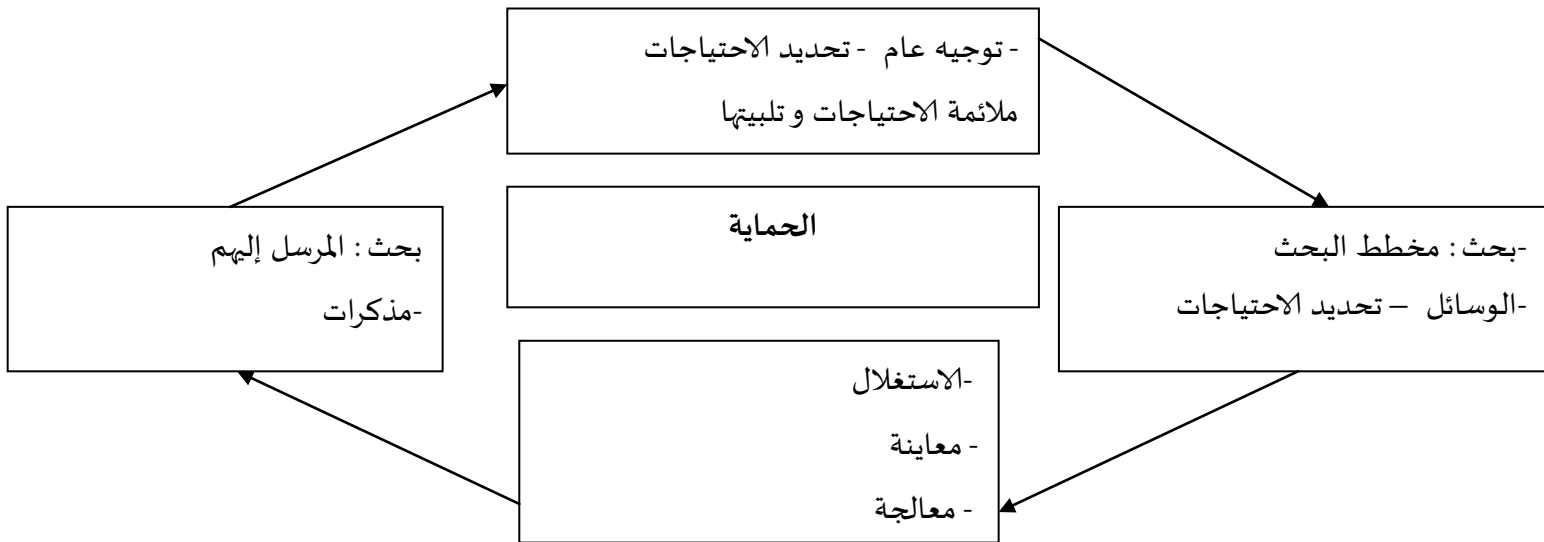 - توجيه عام - تحديد الاحتياجات
ملائمة الاحتياجات و تلبيتها
الحماية
-بحث : مخطط البحث
-الوسائل – تحديد الاحتياجات
بحث : المرسل إليهم
-مذكرات
-الاستغلال
- معاينة
- معالجة